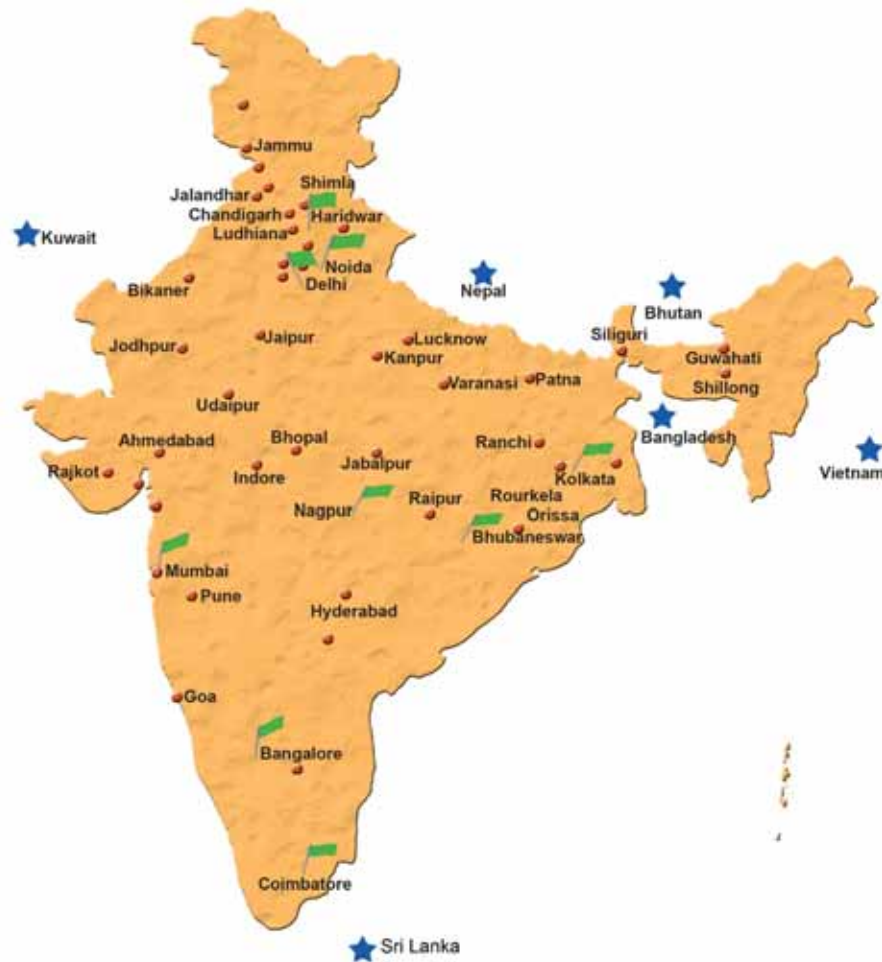 Jammu
Shimla
Jalandhar
Chandigarh
Haridwar
Ludhiana
Kuwait
Noida
Delhi
Bikaner
Nepal
Bhutan
Siliguri
Jaipur
Lucknow
Jodhpur
Kanpur
Guwahati
Varanasi
Patna
Shillong
Udaipur
Ahmedabad
Bhopal
Ranchi
Bangladesh
Rajkot
Indore
Jabalpur
Kolkata
Vietnam
Nagpur
Raipur
Rourkela
Orissa
Bhubaneswar
Mumbai
Pune
Hyderabad
Goa
Bangalore
Coimbatore
Sri Lanka